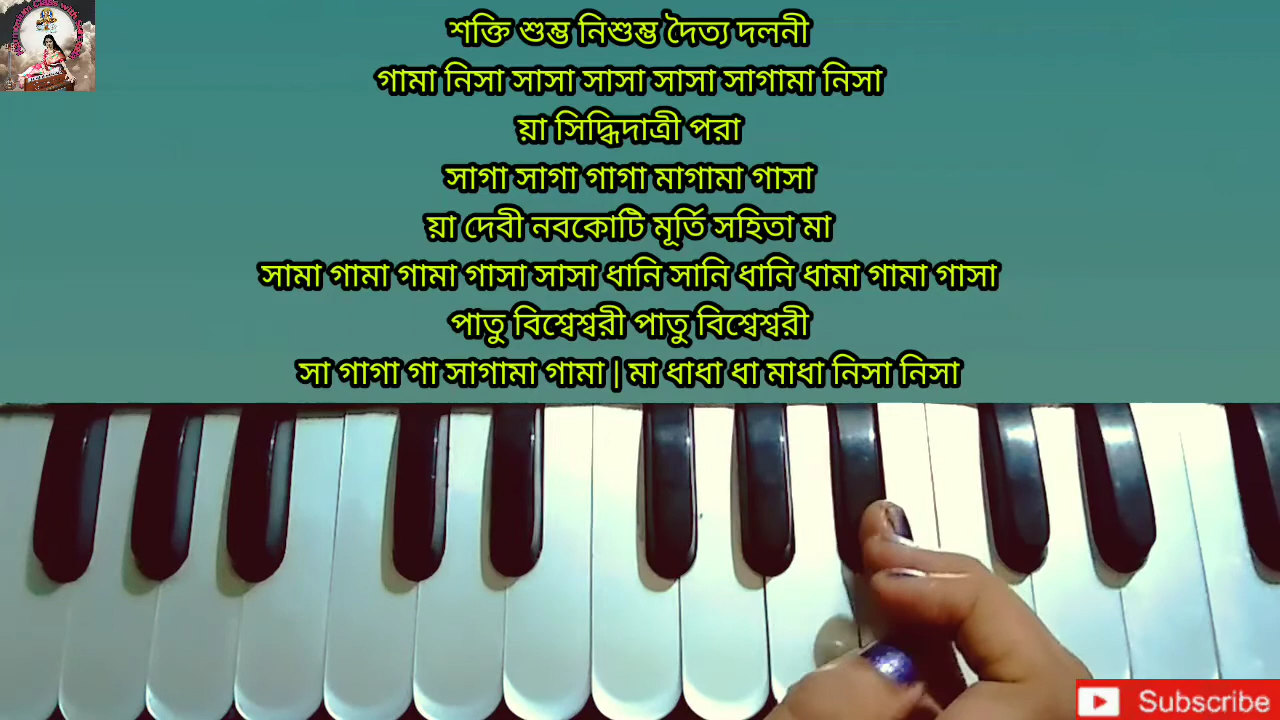 শক্তি শুম্ভ নিশুম্ভ দৈত্য দলনী
গামা নিসা সাসা সাসা সাসা সাগামা নিসা
য়া সিদ্ধিদাত্রী পরা
সাগা সাগা গাগা মাগামা গাসা
য়া দেবী নবকোটি মূর্তি সহিতা মা
সামা গামা গামা গাসা সাসা ধানি সানি ধানি ধামা গামা গাসা
পাতু বিশ্বেশ্বরী পাতু বিশ্বেশ্বরী
সা গাগা গা সাগামা গামা | মা ধাধা ধা মাধা নিসা নিসা
Subscribe